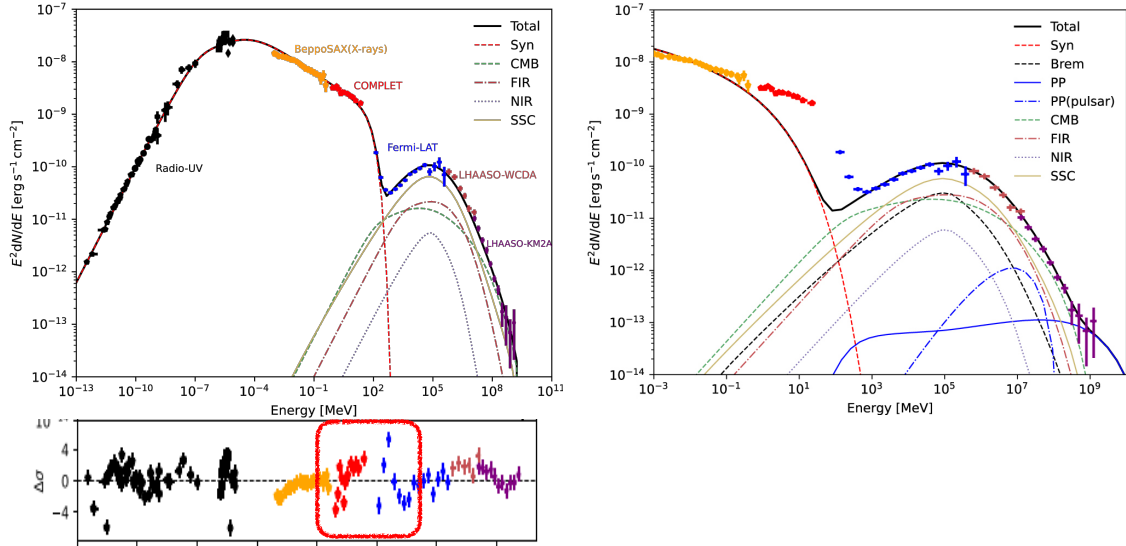 10⁻⁷
10⁻⁸
10⁻⁹
10⁻¹⁰
10⁻¹¹
10⁻¹²
10⁻¹³
10⁻¹⁴
E²dN/dE [erg s⁻¹ cm⁻²]
BeppoSAX(X-rays)
COMPLET
Radio-UV
Fermi-LAT
LHAASO-WCDA
LHAASO-KM2A
Total
Syn
CMB
FIR
NIR
SSC
10⁻¹³ 10⁻¹⁰ 10⁻⁷ 10⁻⁴ 10⁻¹ 10² 10⁵ 10⁸ 10¹¹
Energy [MeV]
10⁻⁷
10⁻⁸
10⁻⁹
10⁻¹⁰
10⁻¹¹
10⁻¹²
10⁻¹³
10⁻¹⁴
E²dN/dE [erg s⁻¹ cm⁻²]
Total
Syn
Brem
PP
PP(pulsar)
CMB
FIR
NIR
SSC
10⁻³ 10⁻¹ 10¹ 10³ 10⁵ 10⁷ 10⁹
Energy [MeV]
4
0
−4
Δσ